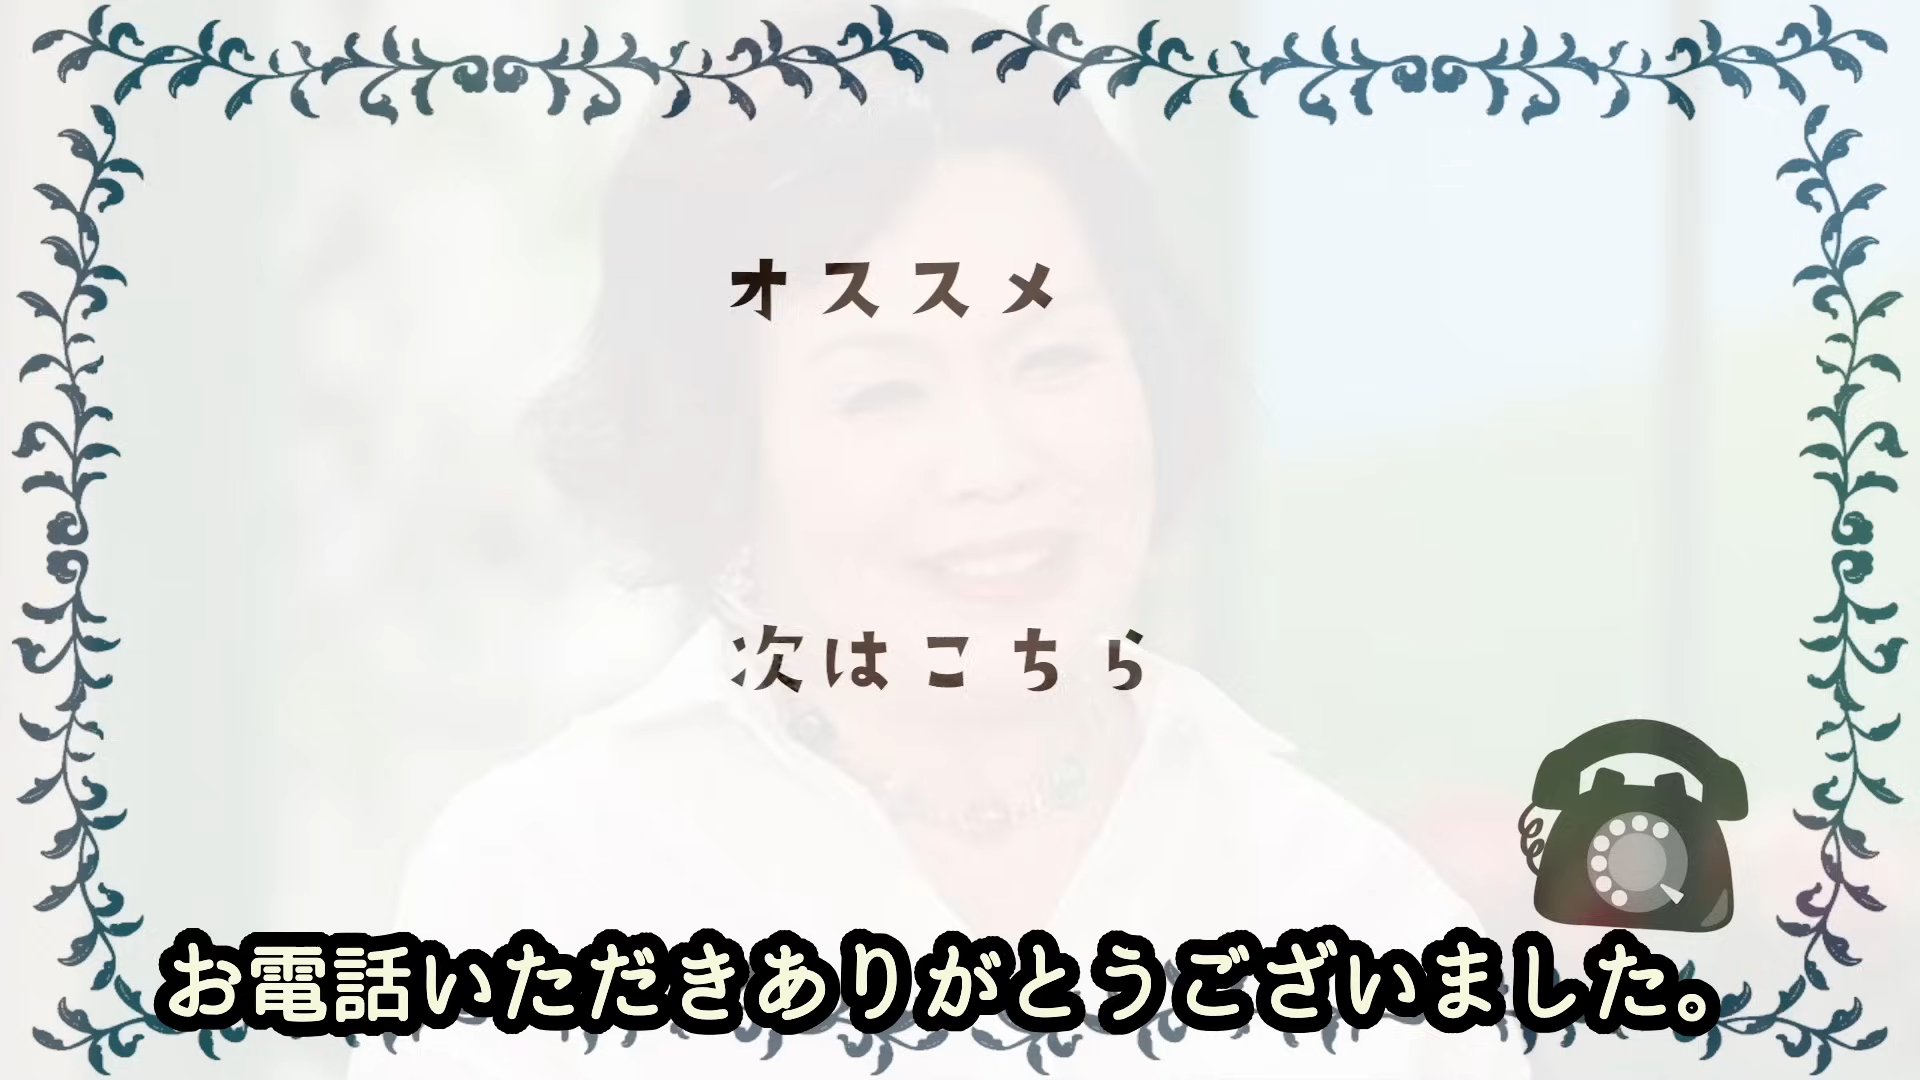 オススメ
次はこちら
お電話いただきありがとうございました。